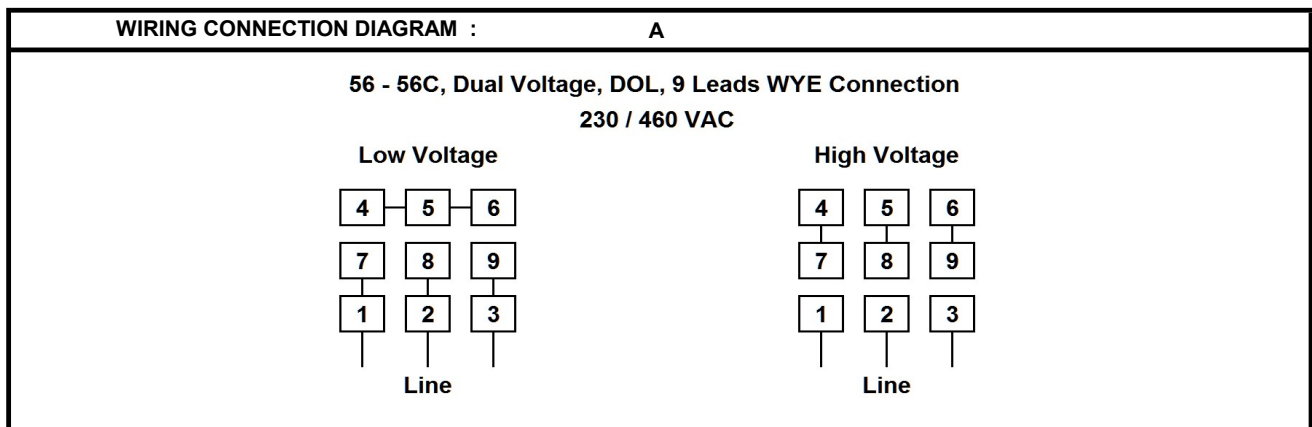 WIRING CONNECTION DIAGRAM : A
56 - 56C, Dual Voltage, DOL, 9 Leads WYE Connection
230 / 460 VAC
Low Voltage High Voltage
4 5 6 4 5 6
7 8 9 7 8 9
1 2 3 1 2 3
Line Line